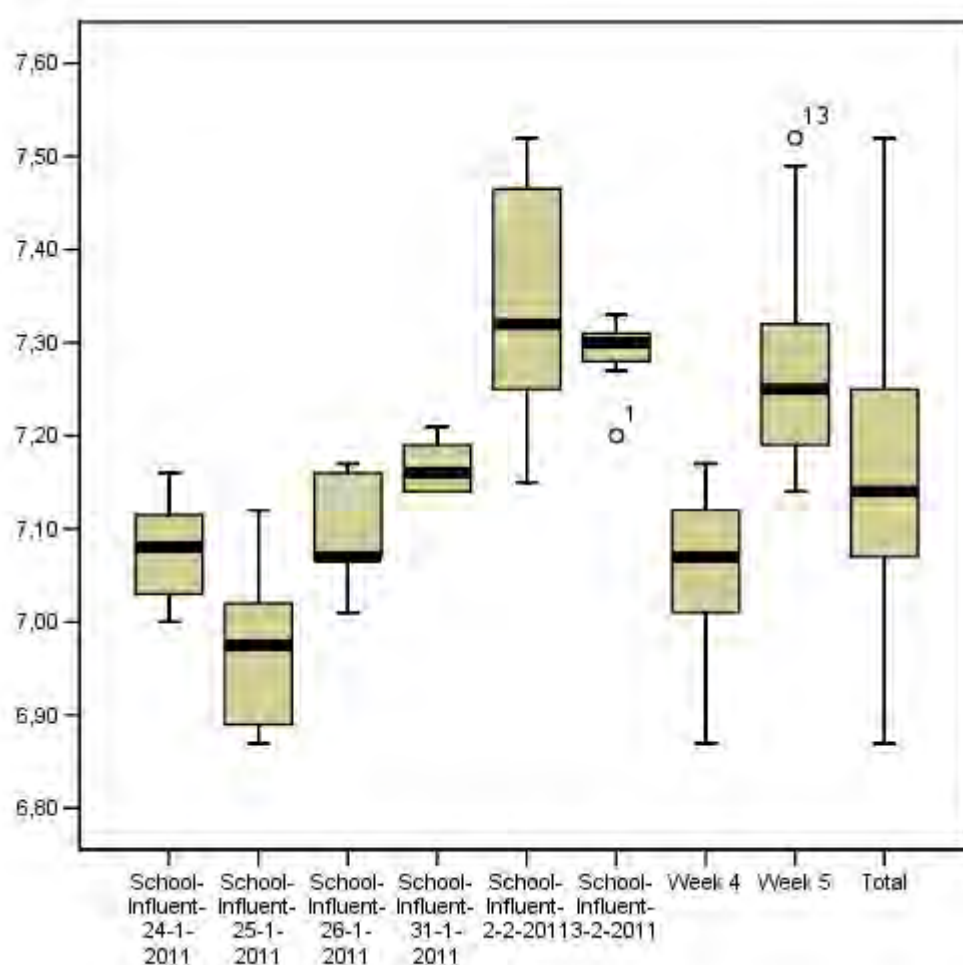 7,60
7,50
7,40
7,30
7,20
7,10
7,00
6,90
6,80
13
1
School-
Influent-
24-1-
2011
School-
Influent-
25-1-
2011
School-
Influent-
26-1-
2011
School-
Influent-
31-1-
2011
School-
Influent-
2-2-2011
School-
Influent-
3-2-2011
Week 4
Week 5
Total